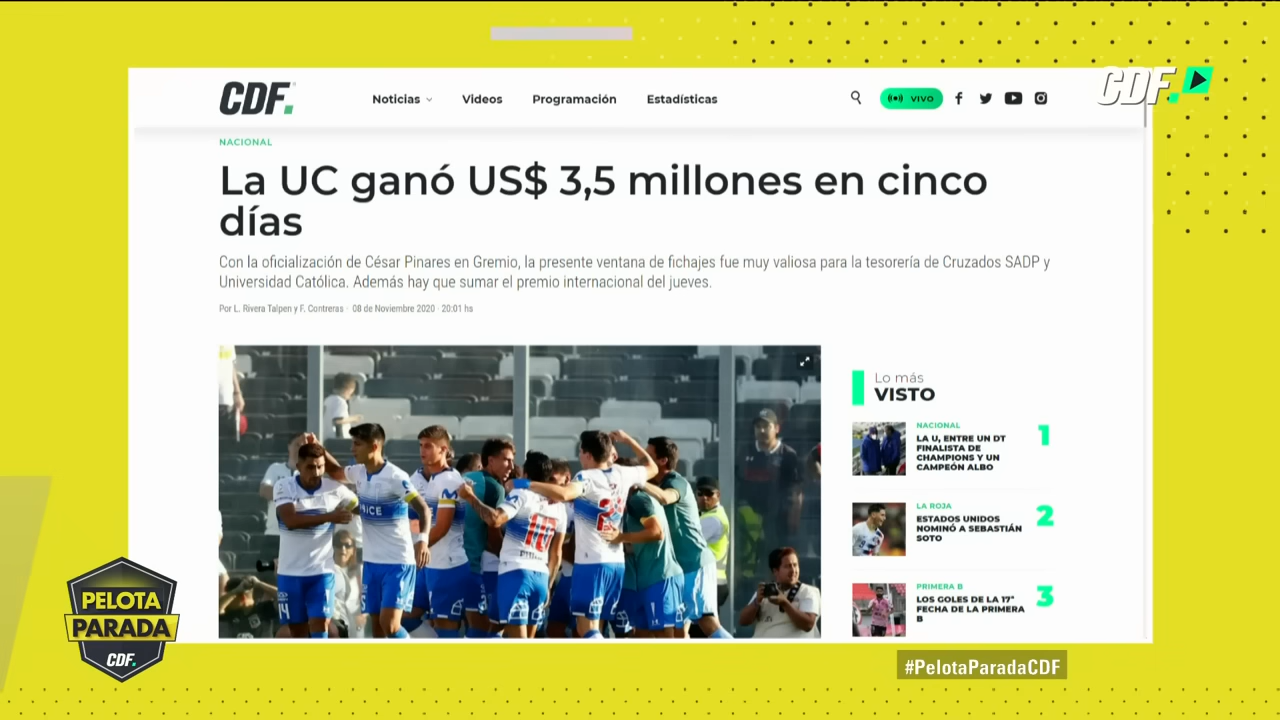 CDF.
Noticias
Videos
Programación
Estadísticas
VIVO
CDF.
NACIONAL
La UC ganó US$ 3,5 millones en cinco
días
Con la oficialización de César Pinares en Gremio, la presente ventana de fichajes fue muy valiosa para la tesorería de Cruzados SADP y
Universidad Católica. Además hay que sumar el premio internacional del jueves.
Por L. Rivera Talpen y F. Contreras · 08 de Noviembre 2020 · 20:01 hs
Lo más
VISTO
NACIONAL
LA U, ENTRE UN DT
FINALISTA DE
CHAMPIONS Y UN
CAMPEÓN ALBO
1
LA ROJA
ESTADOS UNIDOS
NOMINÓ A SEBASTIÁN
SOTO
2
PRIMERA B
LOS GOLES DE LA 17ª
FECHA DE LA PRIMERA
B
3
14
10
PELOTA
PARADA
CDF.
#PelotaParadaCDF